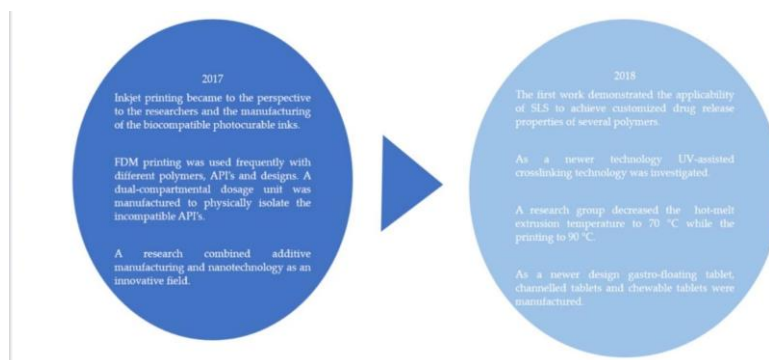 2017
Inkjet printing became to the perspective
to the researchers and the manufacturing
of the biocompatible photocurable inks.
FDM printing was used frequently with
different polymers, API's and designs. A
dual-compartmental dosage unit was
manufactured to physically isolate the
incompatible API's.
A research combined additive
manufacturing and nanotechnology as an
innovative field.
2018
The first work demonstrated the applicability
of SLS to achieve customized drug release
properties of several polymers.
As a newer technology UV-assisted
crosslinking technology was investigated.
A research group decreased the hot-melt
extrusion temperature to 70 °C while the
printing to 90 °C.
As a newer design gastro-floating tablet,
channelled tablets and chewable tablets were
manufactured.